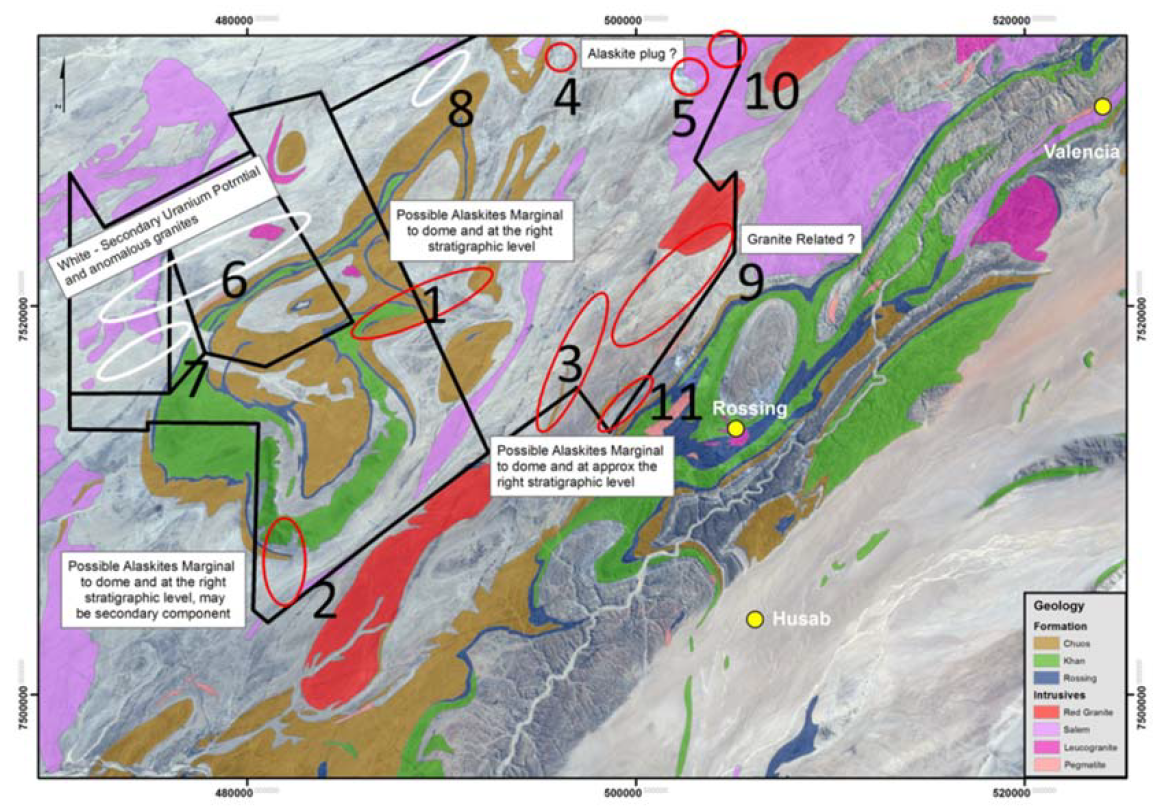 480000
500000
520000
Alaskite plug ?
4
5
10
8
Valencia
White - Secondary Uranium Potrntial
and anomalous granites
Possible Alaskites Marginal
to dome and at the right
stratigraphic level
Granite Related ?
6
1
9
7520000
7520000
3
7
11
Rossing
Possible Alaskites Marginal
to dome and at approx the
right stratigraphic level
Possible Alaskites Marginal
to dome and at the right
stratigraphic level, may
be secondary component
2
Husab
Geology
Formation
Chuos
Khan
Rossing
Intrusives
Red Granite
Salem
Leucogranite
Pegmetite
7500000
7500000
480000
500000
520000